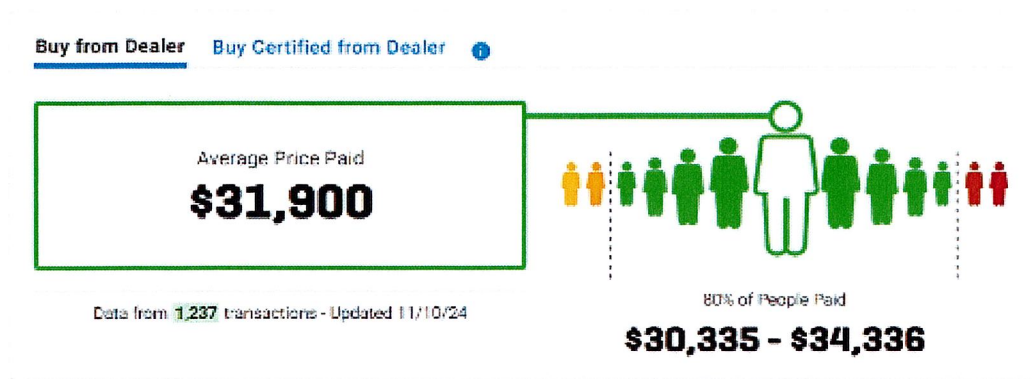 Buy from Dealer Buy Certified from Dealer i
Average Price Paid
$31,900
Data from 1,237 transactions - Updated 11/10/24
80% of People Paid
$30,335 - $34,336